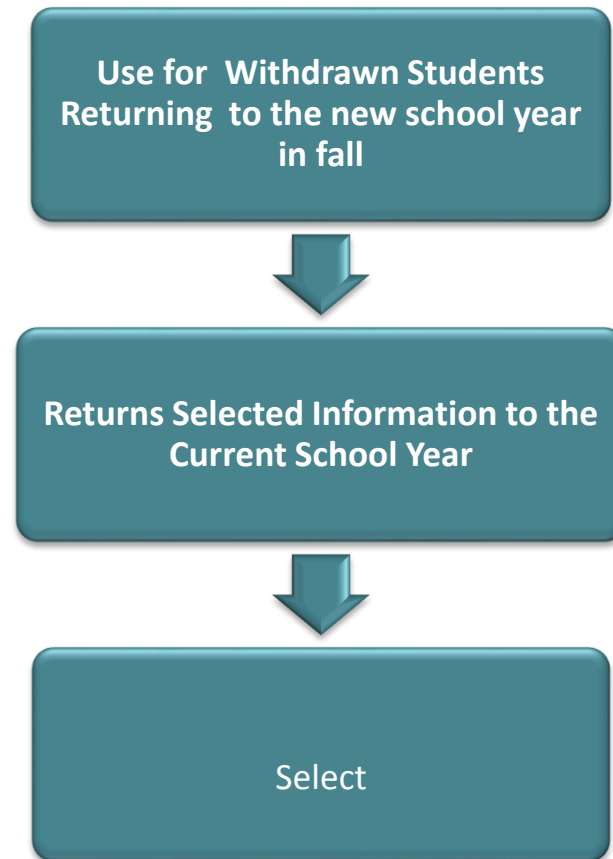 Use for  Withdrawn Students
Returning  to the new school year
in fall
Returns Selected Information to the
Current School Year
Select